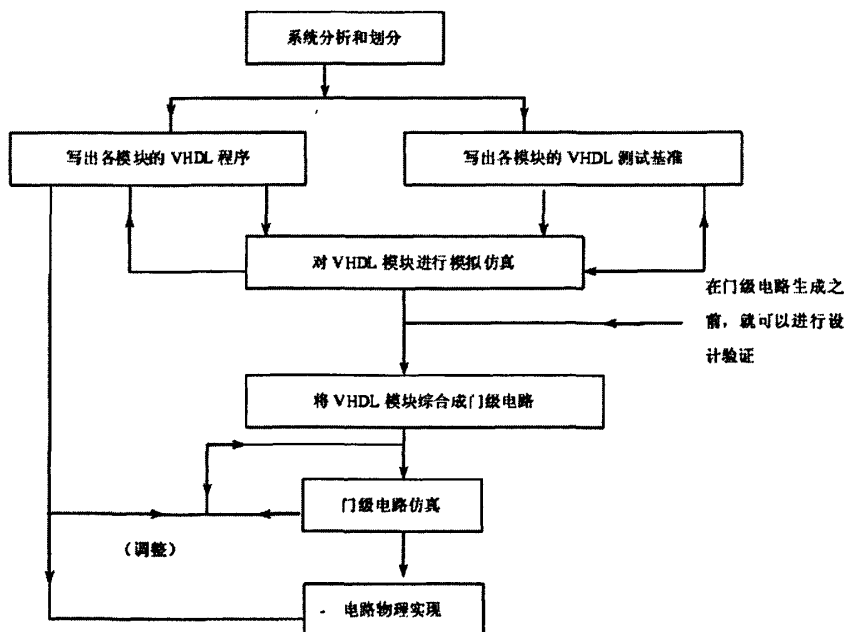 系统分析和划分
写出各模块的 VHDL 程序
写出各模块的 VHDL 测试基准
对 VHDL 模块进行模拟仿真
在门级电路生成之
前，就可以进行设
计验证
将 VHDL 模块综合成门级电路
门级电路仿真
（调整）
电路物理实现